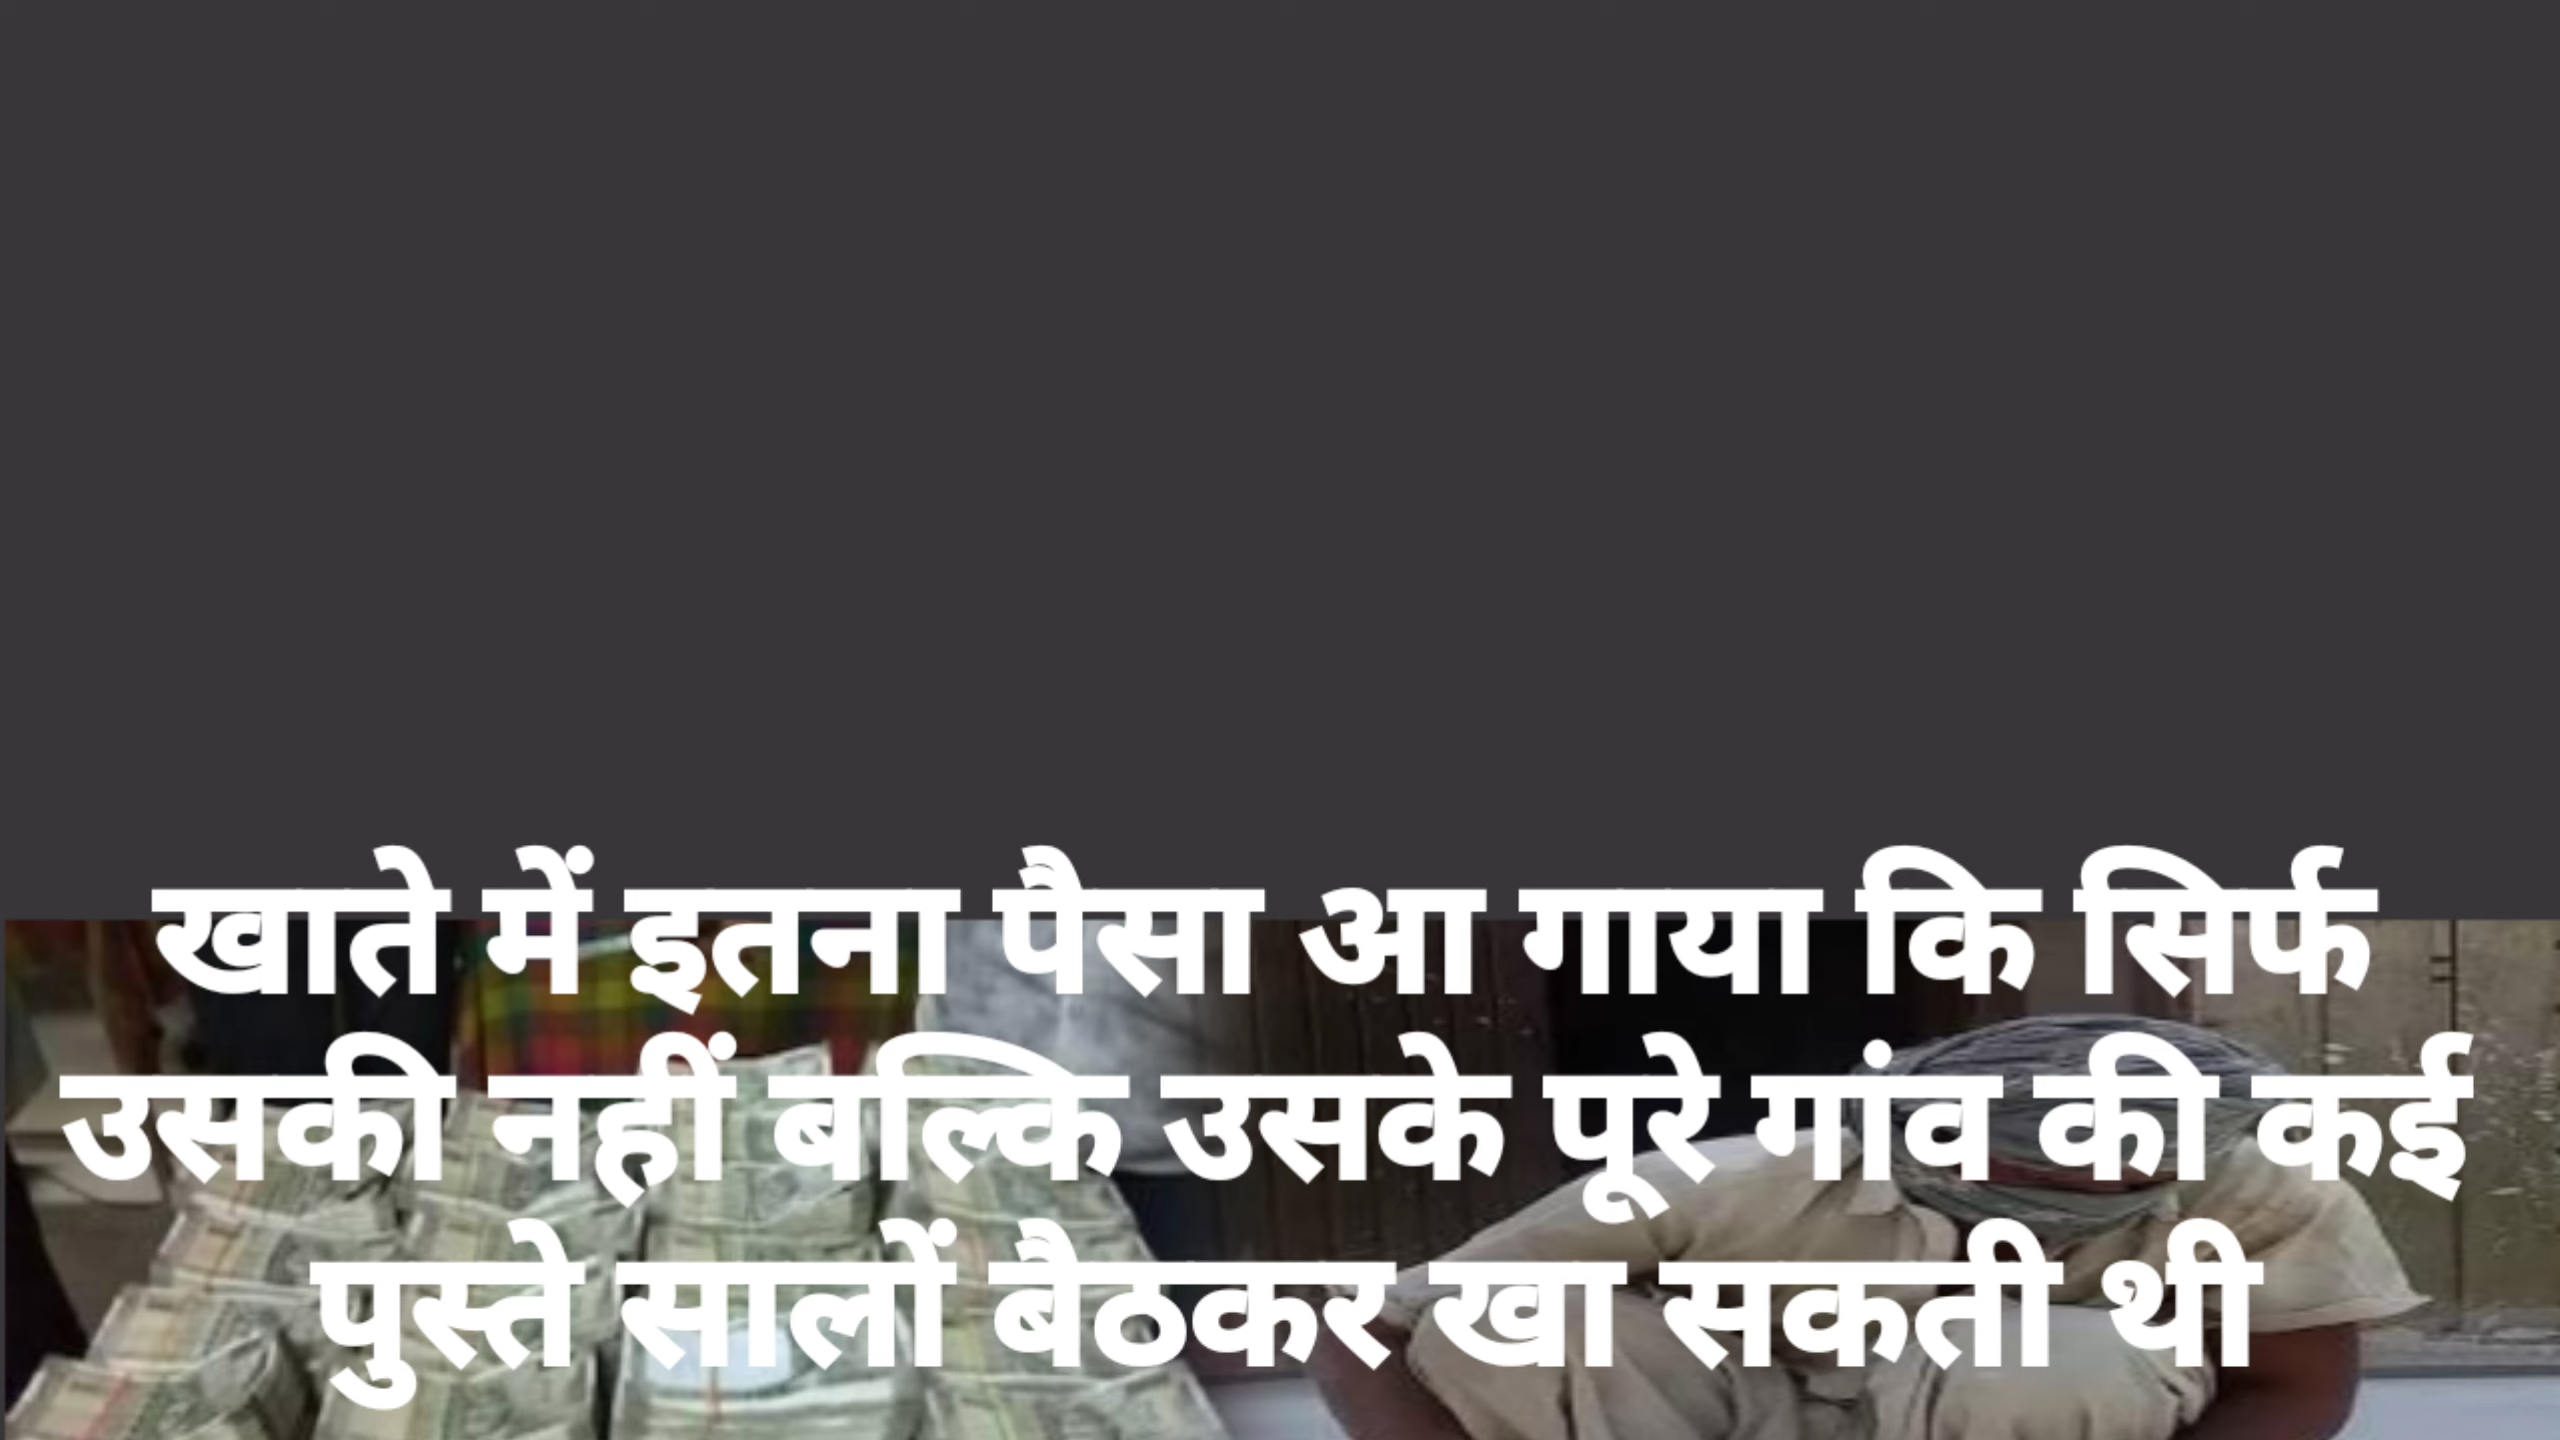 खाते में इतना पैसा आ गाया कि सिर्फ
उसकी नहीं बल्कि उसके पूरे गांव की कई
पुस्ते सालों बैठकर खा सकती थी